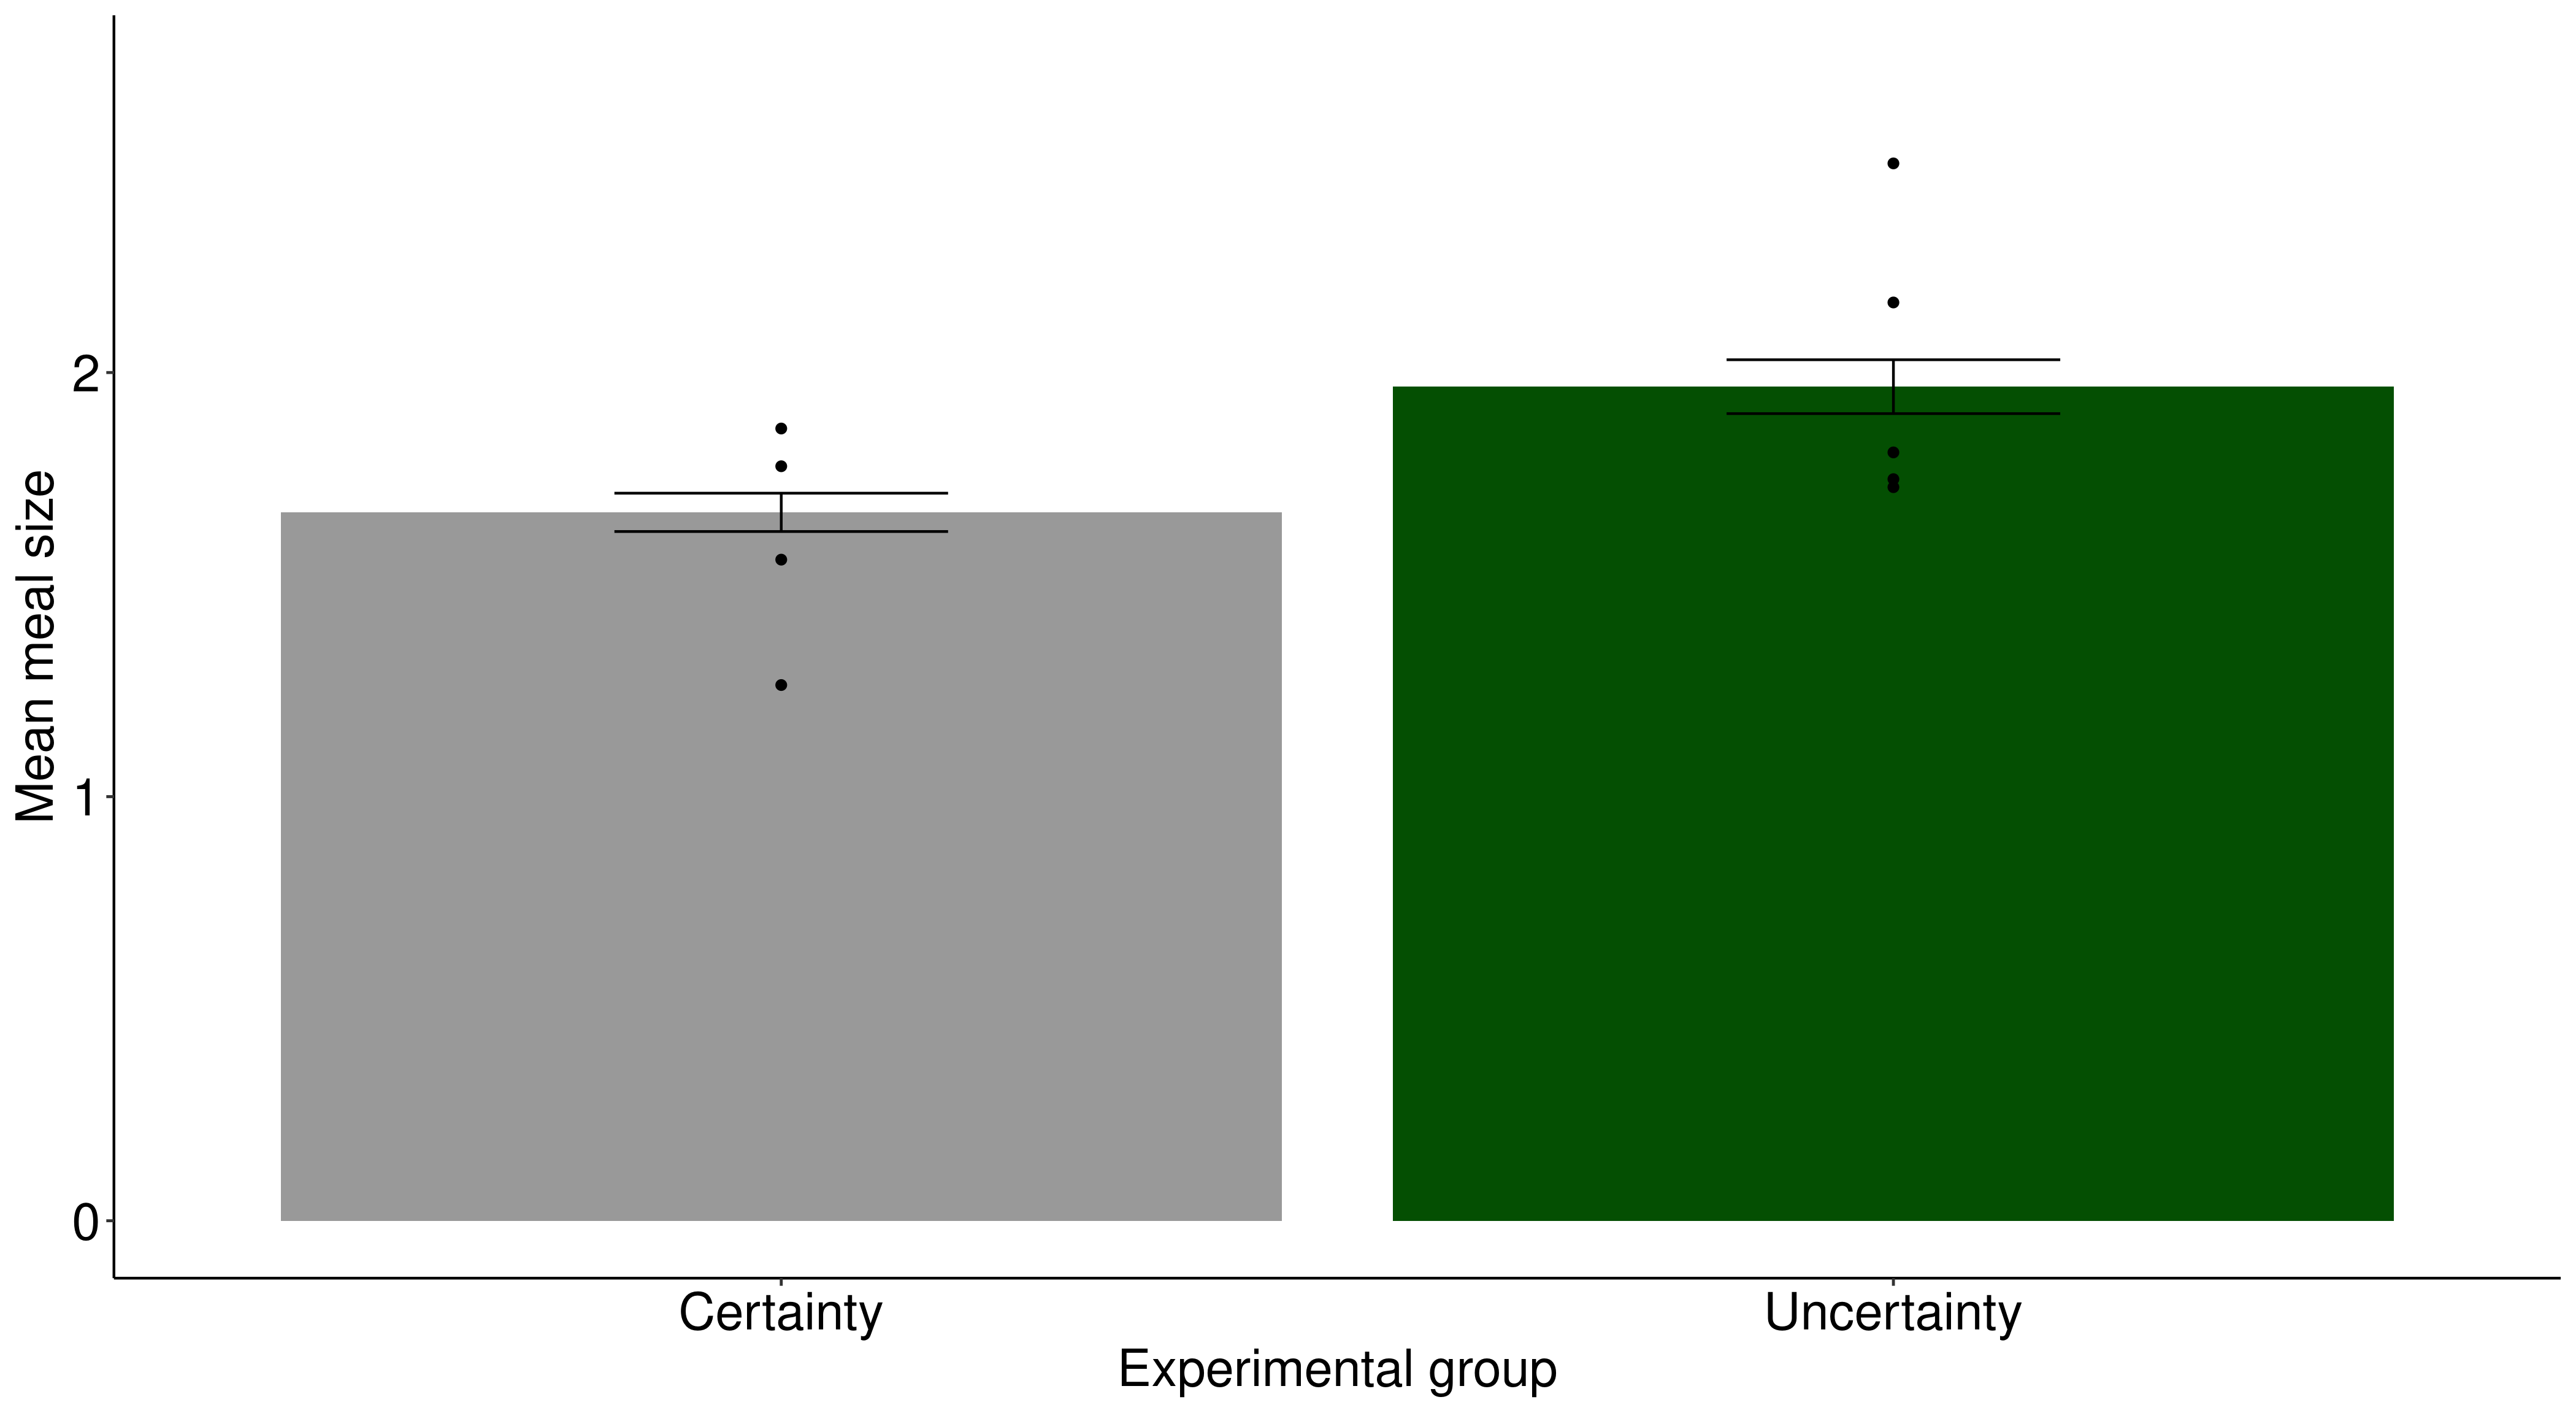 Mean meal size
2
1
0
Certainty
Uncertainty
Experimental group